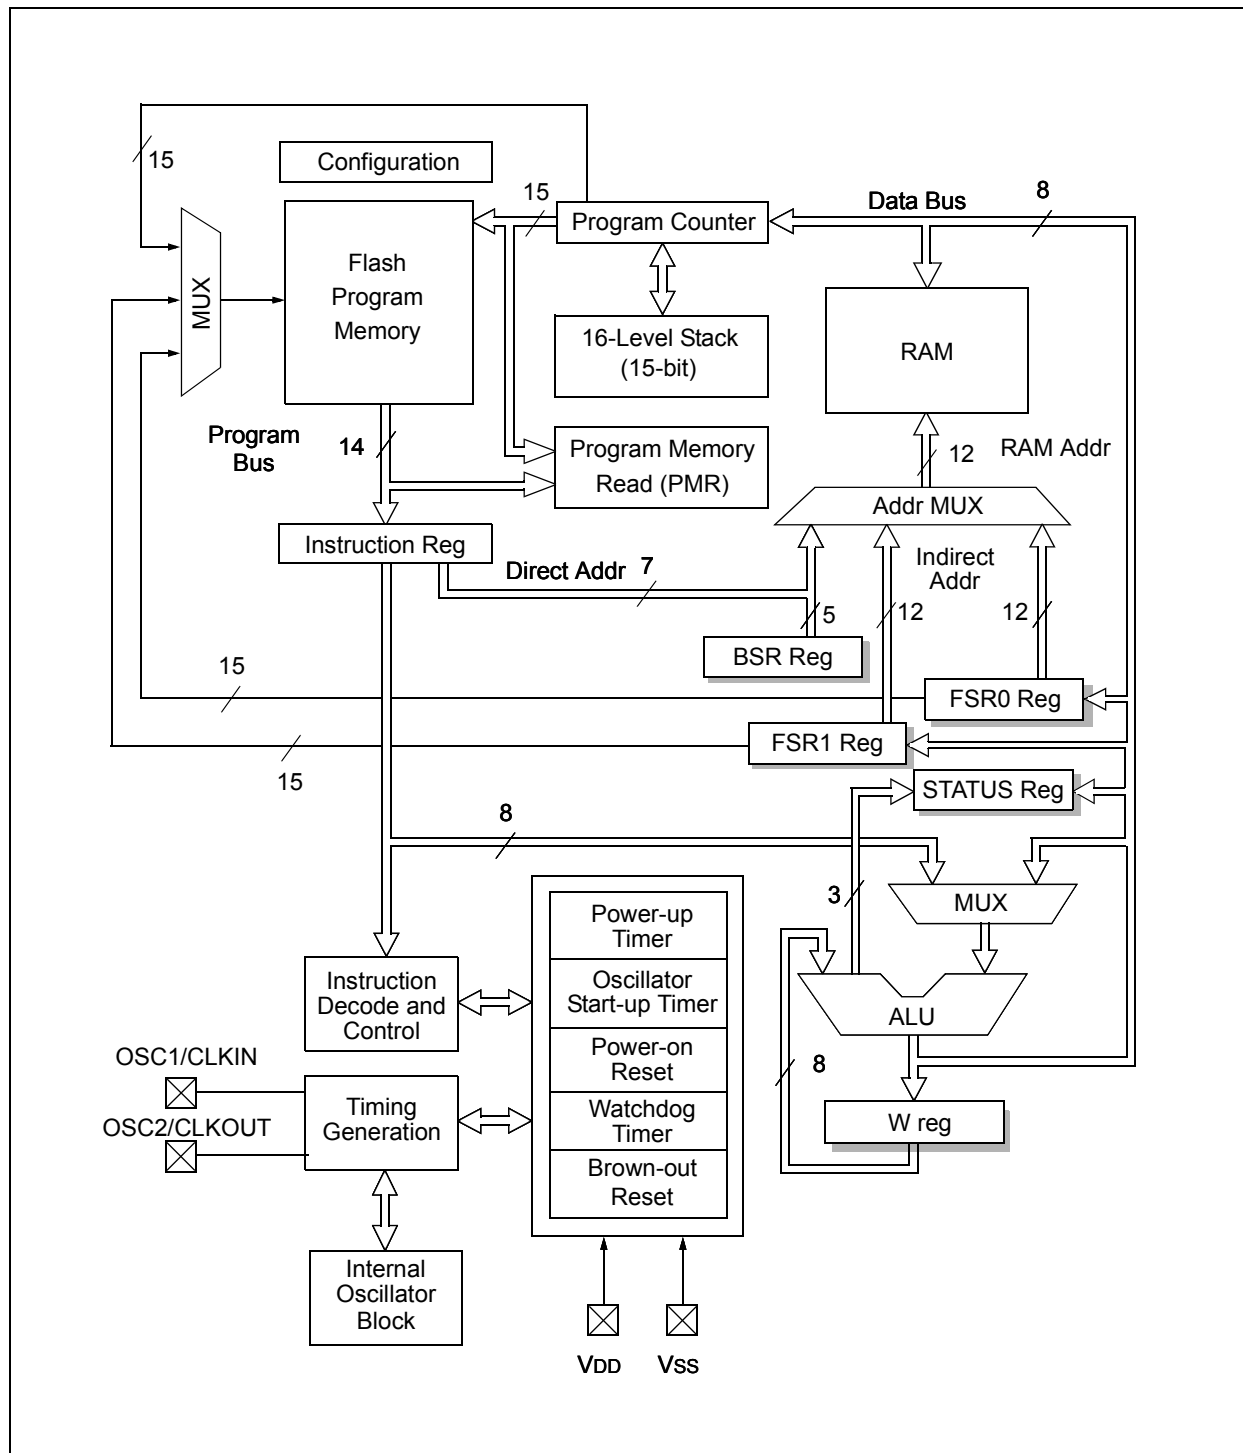 15
Configuration
15
Program Counter
Data Bus
8
MUX
Flash
Program
Memory
16-Level Stack
(15-bit)
RAM
Program
Bus
14
Program Memory
Read (PMR)
12
RAM Addr
Addr MUX
Instruction Reg
Direct Addr
7
Indirect
Addr
5
12
12
BSR Reg
15
FSR0 Reg
FSR1 Reg
15
STATUS Reg
8
3
MUX
Power-up
Timer
Oscillator
Start-up Timer
Power-on
Reset
Watchdog
Timer
Brown-out
Reset
Instruction
Decode and
Control
ALU
8
OSC1/CLKIN
OSC2/CLKOUT
Timing
Generation
W reg
Internal
Oscillator
Block
VDD
VSS